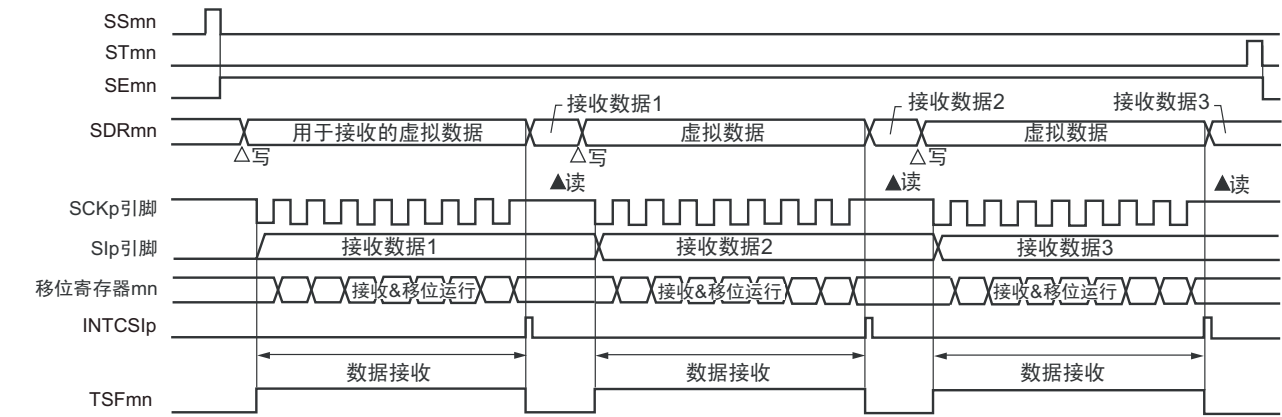 SSmn
STmn
SEmn
接收数据1 接收数据2 接收数据3
SDRmn 用于接收的虚拟数据 虚拟数据 虚拟数据
△写 △写 △写
▲读 ▲读 ▲读
SCKp引脚
SIp引脚 接收数据1 接收数据2 接收数据3
移位寄存器mn 接收&移位运行 接收&移位运行 接收&移位运行
INTCSIp
数据接收 数据接收 数据接收
TSFmn